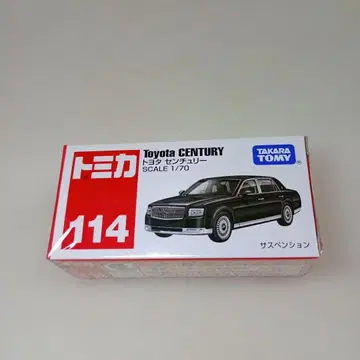 トミカ
114
Toyota CENTURY
トヨタ センチュリー
SCALE 1/70
TAKARA
TOMY
サスペンション